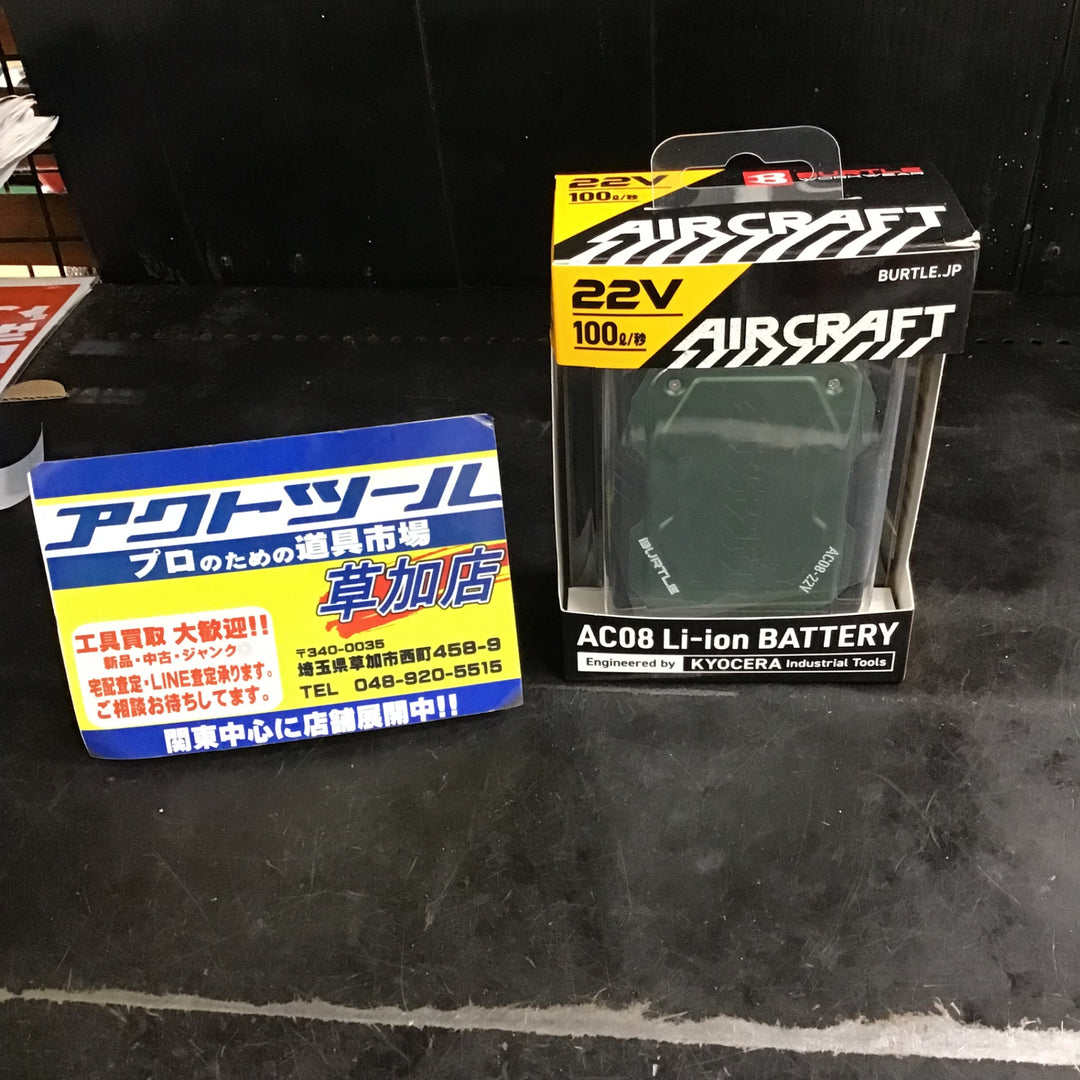 アクトツール
プロのための道具市場
草加店
工具買取 大歓迎!!
新品・中古・ジャンク◎
宅配査定・LINE査定承ります。
ご相談お待ちしてます。
〒340-0035
埼玉県草加市西町458-9
TEL 048-920-5515
関東中心に店舗展開中!!
22V
100ℓ/秒
BURTLE
AIRCRAFT
BURTLE.JP
22V
100ℓ/秒
AIRCRAFT
BURTLE
AC08-22V
AC08 Li-ion BATTERY
Engineered by KYOCERA Industrial Tools